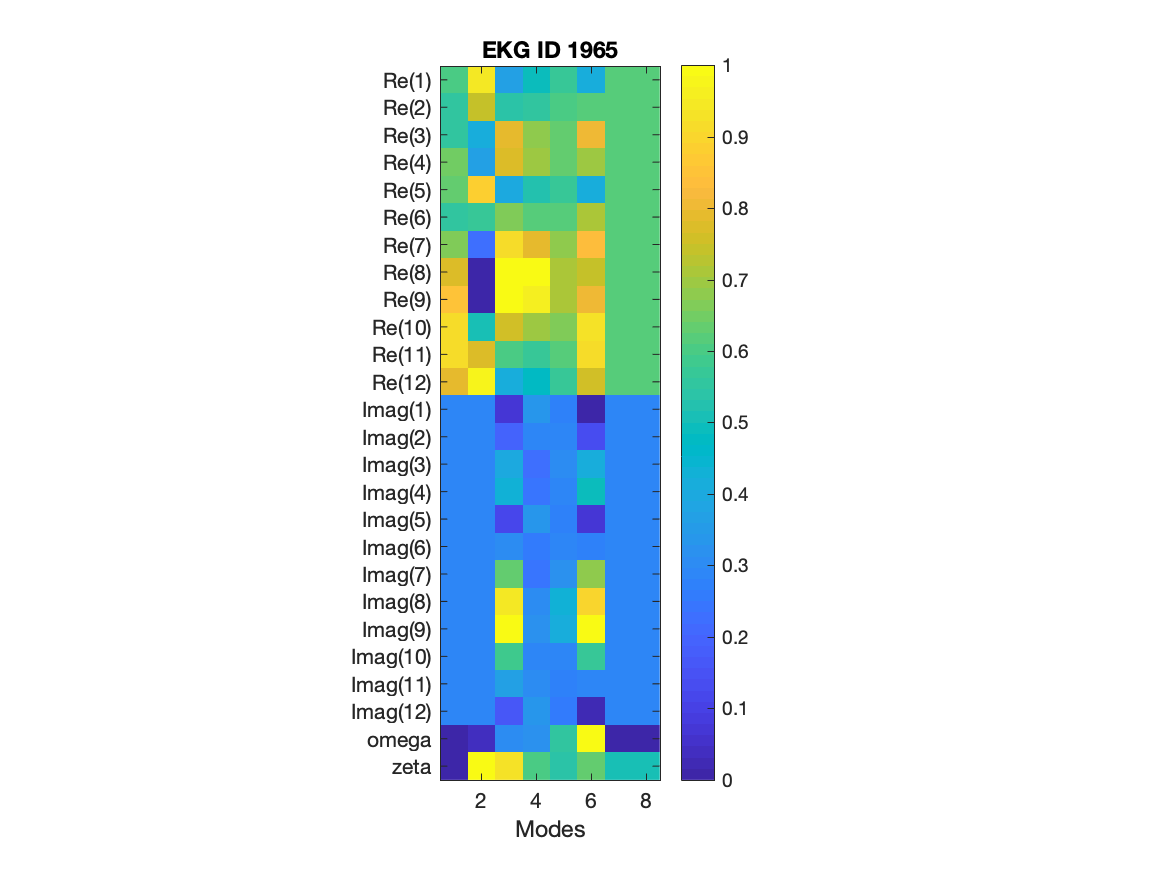 EKG ID 1965
Re(1)
Re(2)
Re(3)
Re(4)
Re(5)
Re(6)
Re(7)
Re(8)
Re(9)
Re(10)
Re(11)
Re(12)
Imag(1)
Imag(2)
Imag(3)
Imag(4)
Imag(5)
Imag(6)
Imag(7)
Imag(8)
Imag(9)
Imag(10)
Imag(11)
Imag(12)
omega
zeta
2 4 6 8
Modes
1
0.9
0.8
0.7
0.6
0.5
0.4
0.3
0.2
0.1
0